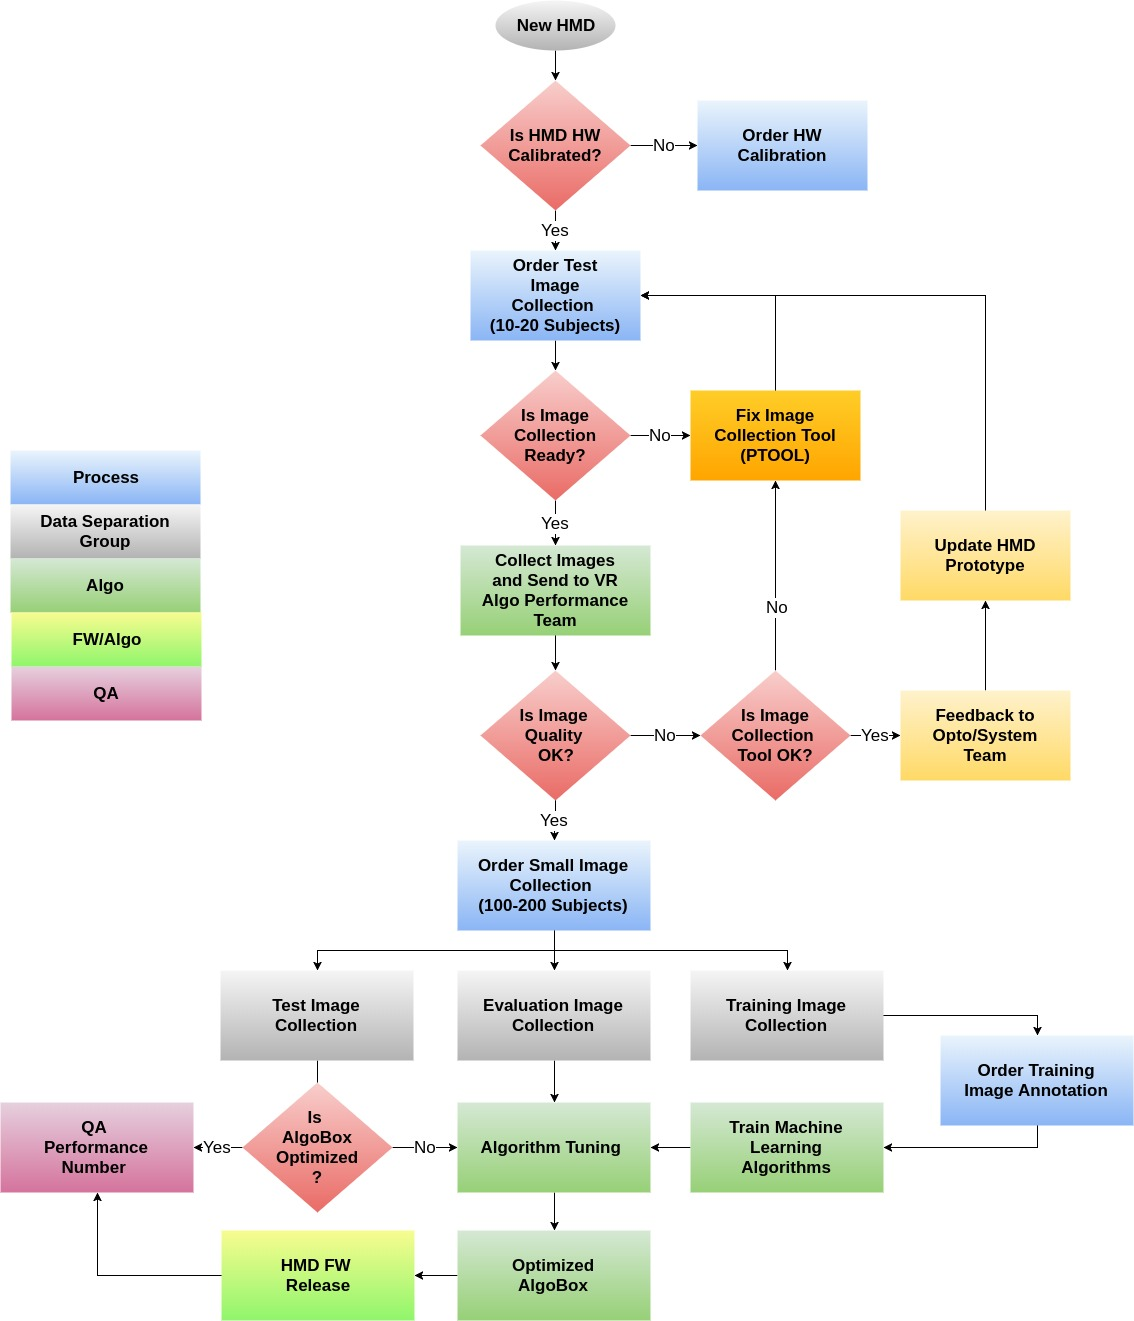 New HMD
Is HMD HW
Calibrated?
No
Order HW
Calibration
Yes
Order Test
Image
Collection
(10-20 Subjects)
Is Image
Collection
Ready?
No
Fix Image
Collection Tool
(PTOOL)
Process
Data Separation
Group
Algo
FW/Algo
QA
Yes
Collect Images
and Send to VR
Algo Performance
Team
Update HMD
Prototype
No
Is Image
Quality
OK?
No
Is Image
Collection
Tool OK?
Yes
Feedback to
Opto/System
Team
Yes
Order Small Image
Collection
(100-200 Subjects)
Test Image
Collection
Evaluation Image
Collection
Training Image
Collection
Order Training
Image Annotation
QA
Performance
Number
Yes
Is
AlgoBox
Optimized
?
No
Algorithm Tuning
Train Machine
Learning
Algorithms
HMD FW
Release
Optimized
AlgoBox